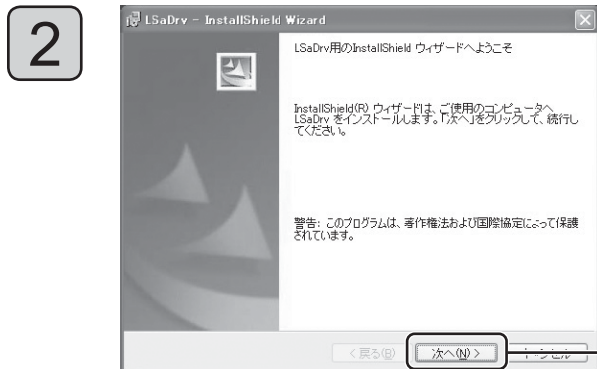 2
LSaDrv - InstallShield Wizard
LSaDrv用のInstallShield ウィザードへようこそ
InstallShield(R) ウィザードは、ご使用のコンピュータへ
LSaDrv をインストールします。「次へ」をクリックして、続行し
てください。
警告: このプログラムは、著作権法および国際協定によって保護
されています。
< 戻る(B)
次へ(N) >